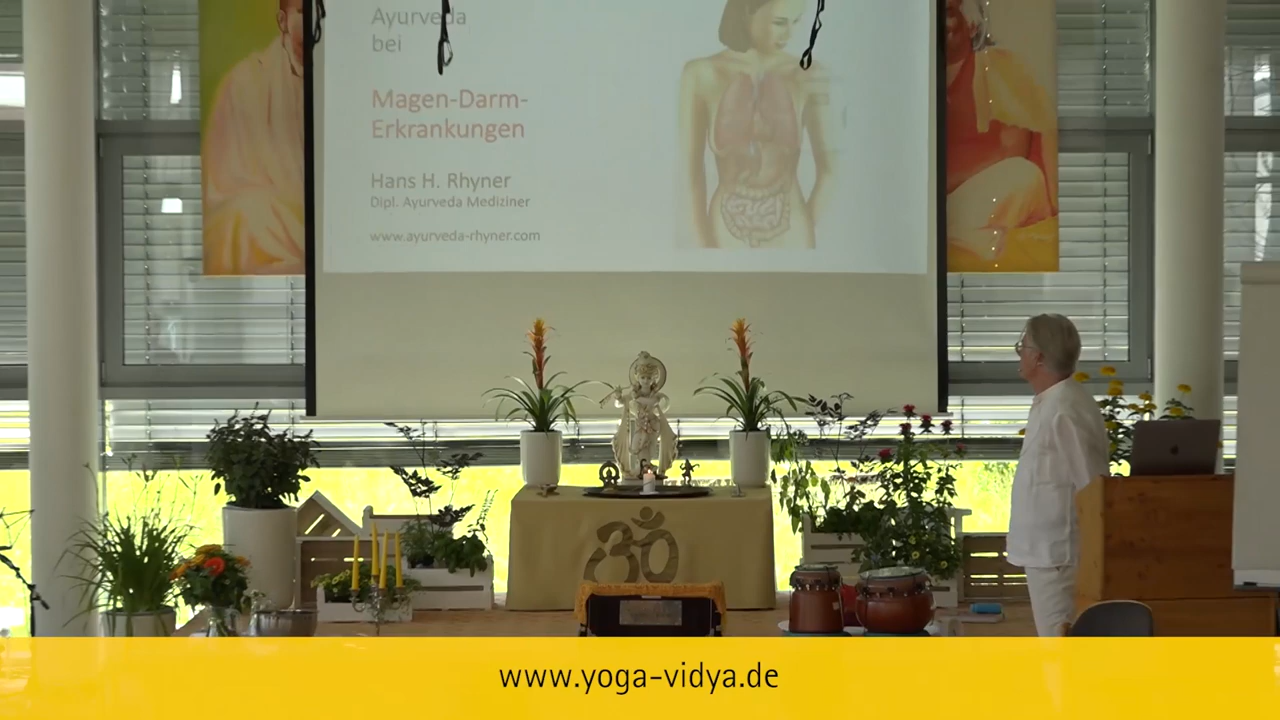 Ayurveda
bei
Magen-Darm-
Erkrankungen
Hans H. Rhyner
Dipl. Ayurveda Mediziner
www.ayurveda-rhyner.com
ॐ
www.yoga-vidya.de